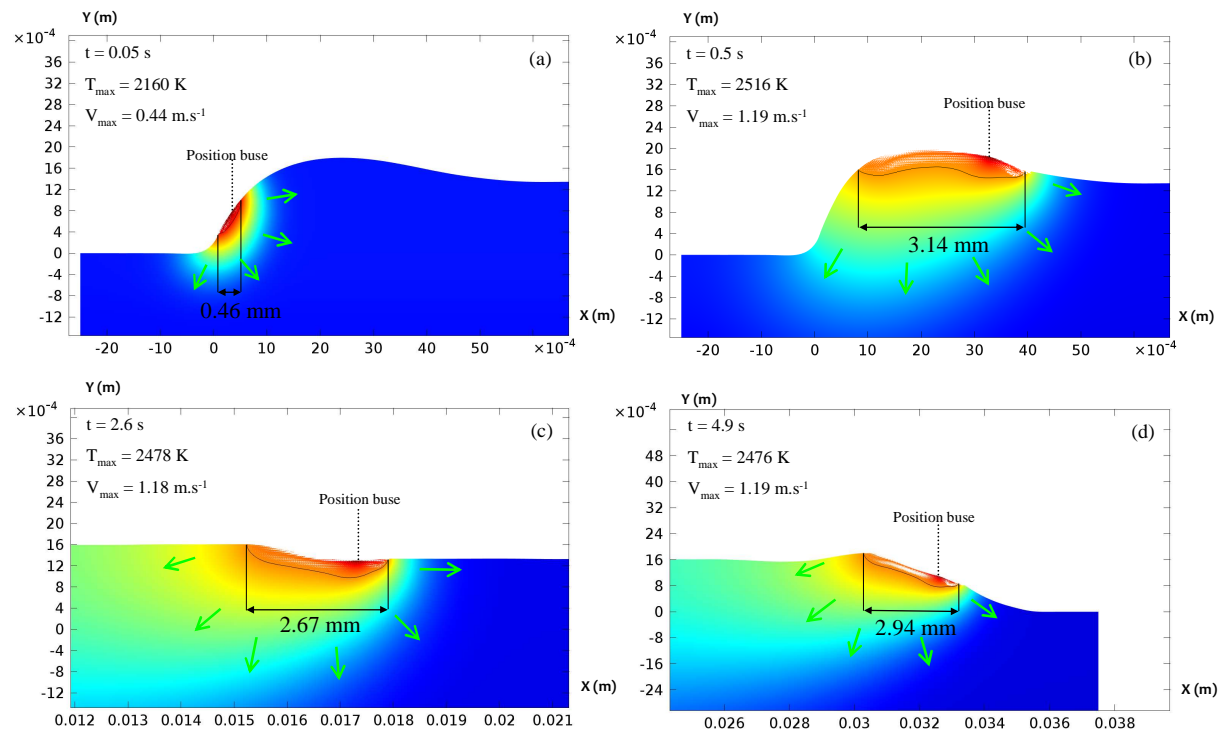 Y (m)
×10⁻⁴
t = 0.05 s
(a)
T_max = 2160 K
V_max = 0.44 m.s⁻¹
Position buse
0.46 mm
36
32
28
24
20
16
12
8
4
0
-4
-8
-12
X (m)
-20 -10 0 10 20 30 40 50 ×10⁻⁴
Y (m)
×10⁻⁴
t = 0.5 s
(b)
T_max = 2516 K
V_max = 1.19 m.s⁻¹
Position buse
3.14 mm
36
32
28
24
20
16
12
8
4
0
-4
-8
-12
X (m)
-20 -10 0 10 20 30 40 50 ×10⁻⁴
Y (m)
×10⁻⁴
t = 2.6 s
(c)
T_max = 2478 K
V_max = 1.18 m.s⁻¹
Position buse
2.67 mm
36
32
28
24
20
16
12
8
4
0
-4
-8
-12
X (m)
0.012 0.013 0.014 0.015 0.016 0.017 0.018 0.019 0.02 0.021
Y (m)
×10⁻⁴
t = 4.9 s
(d)
T_max = 2476 K
V_max = 1.19 m.s⁻¹
Position buse
2.94 mm
48
40
32
24
16
8
0
-8
-16
-24
X (m)
0.026 0.028 0.03 0.032 0.034 0.036 0.038